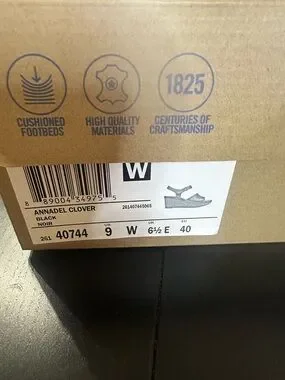 CUSHIONED
FOOTBEDS
HIGH QUALITY
MATERIALS
1825
CENTURIES OF
CRAFTSMANSHIP
W
8 89004 34975 5
ANNADEL CLOVER
BLACK
NOIR
261 40744 9 W 6½ E 40